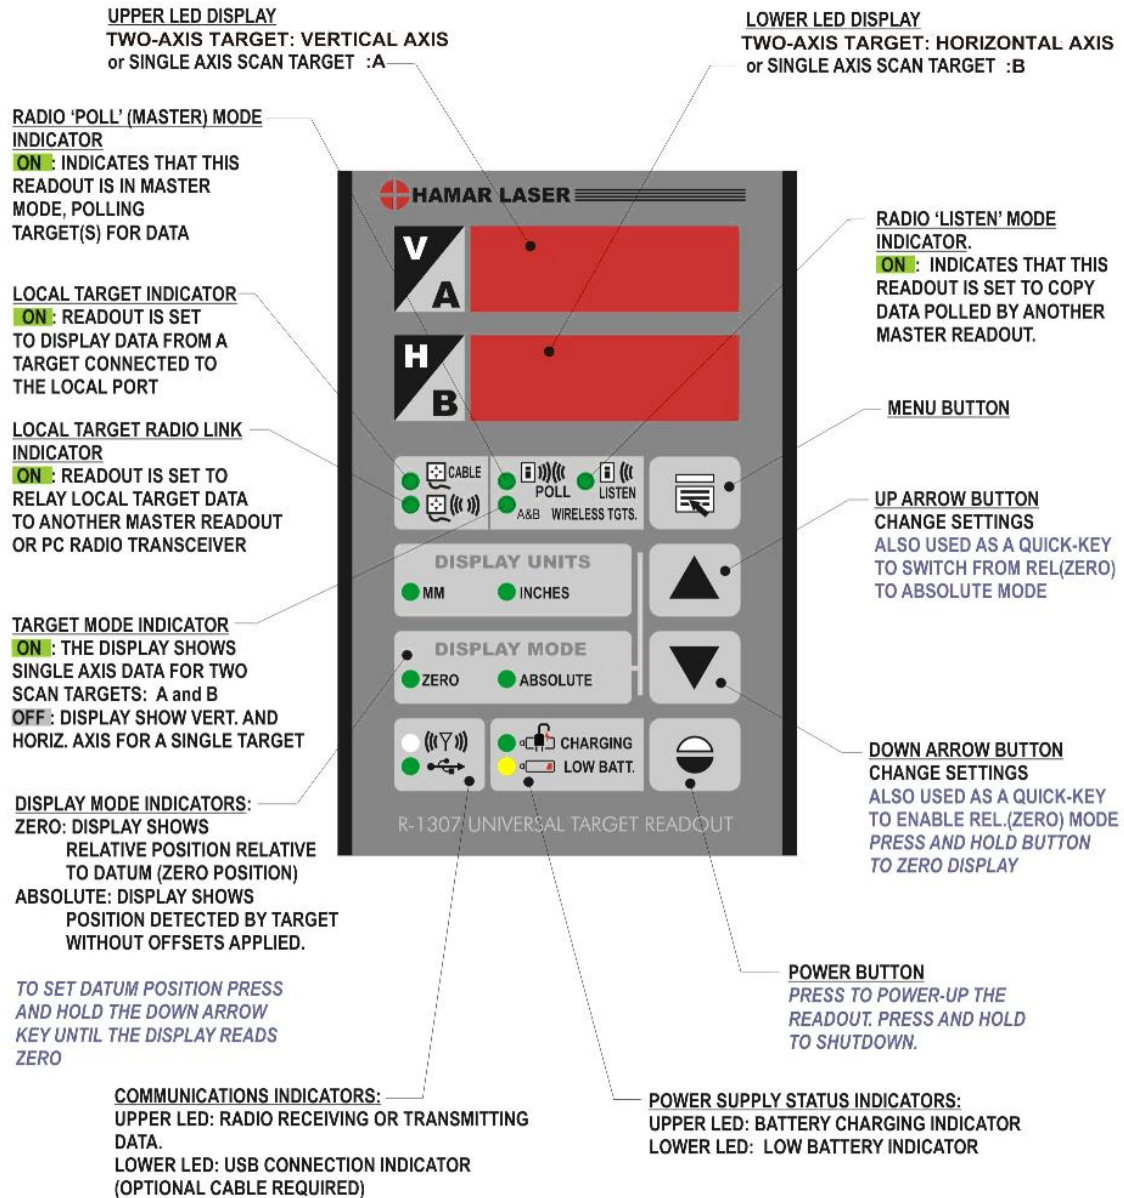 UPPER LED DISPLAY
TWO-AXIS TARGET: VERTICAL AXIS
or SINGLE AXIS SCAN TARGET :A
LOWER LED DISPLAY
TWO-AXIS TARGET: HORIZONTAL AXIS
or SINGLE AXIS SCAN TARGET :B
RADIO ‘POLL’ (MASTER) MODE
INDICATOR
ON : INDICATES THAT THIS
READOUT IS IN MASTER
MODE, POLLING
TARGET(S) FOR DATA
LOCAL TARGET INDICATOR
ON : READOUT IS SET
TO DISPLAY DATA FROM A
TARGET CONNECTED TO
THE LOCAL PORT
LOCAL TARGET RADIO LINK
INDICATOR
ON : READOUT IS SET TO
RELAY LOCAL TARGET DATA
TO ANOTHER MASTER READOUT
OR PC RADIO TRANSCEIVER
TARGET MODE INDICATOR
ON : THE DISPLAY SHOWS
SINGLE AXIS DATA FOR TWO
SCAN TARGETS: A and B
OFF : DISPLAY SHOW VERT. AND
HORIZ. AXIS FOR A SINGLE TARGET
DISPLAY MODE INDICATORS:
ZERO: DISPLAY SHOWS
RELATIVE POSITION RELATIVE
TO DATUM (ZERO POSITION)
ABSOLUTE: DISPLAY SHOWS
POSITION DETECTED BY TARGET
WITHOUT OFFSETS APPLIED.
TO SET DATUM POSITION PRESS
AND HOLD THE DOWN ARROW
KEY UNTIL THE DISPLAY READS
ZERO
HAMAR LASER
V
A
H
B
CABLE
POLL
LISTEN
A&B WIRELESS TGTS.
DISPLAY UNITS
MM INCHES
DISPLAY MODE
ZERO ABSOLUTE
CHARGING
LOW BATT.
R-1307 UNIVERSAL TARGET READOUT
RADIO ‘LISTEN’ MODE
INDICATOR.
ON : INDICATES THAT THIS
READOUT IS SET TO COPY
DATA POLLED BY ANOTHER
MASTER READOUT.
MENU BUTTON
UP ARROW BUTTON
CHANGE SETTINGS
ALSO USED AS A QUICK-KEY
TO SWITCH FROM REL(ZERO)
TO ABSOLUTE MODE
DOWN ARROW BUTTON
CHANGE SETTINGS
ALSO USED AS A QUICK-KEY
TO ENABLE REL.(ZERO) MODE
PRESS AND HOLD BUTTON
TO ZERO DISPLAY
POWER BUTTON
PRESS TO POWER-UP THE
READOUT. PRESS AND HOLD
TO SHUTDOWN.
COMMUNICATIONS INDICATORS:
UPPER LED: RADIO RECEIVING OR TRANSMITTING
DATA.
LOWER LED: USB CONNECTION INDICATOR
(OPTIONAL CABLE REQUIRED)
POWER SUPPLY STATUS INDICATORS:
UPPER LED: BATTERY CHARGING INDICATOR
LOWER LED: LOW BATTERY INDICATOR